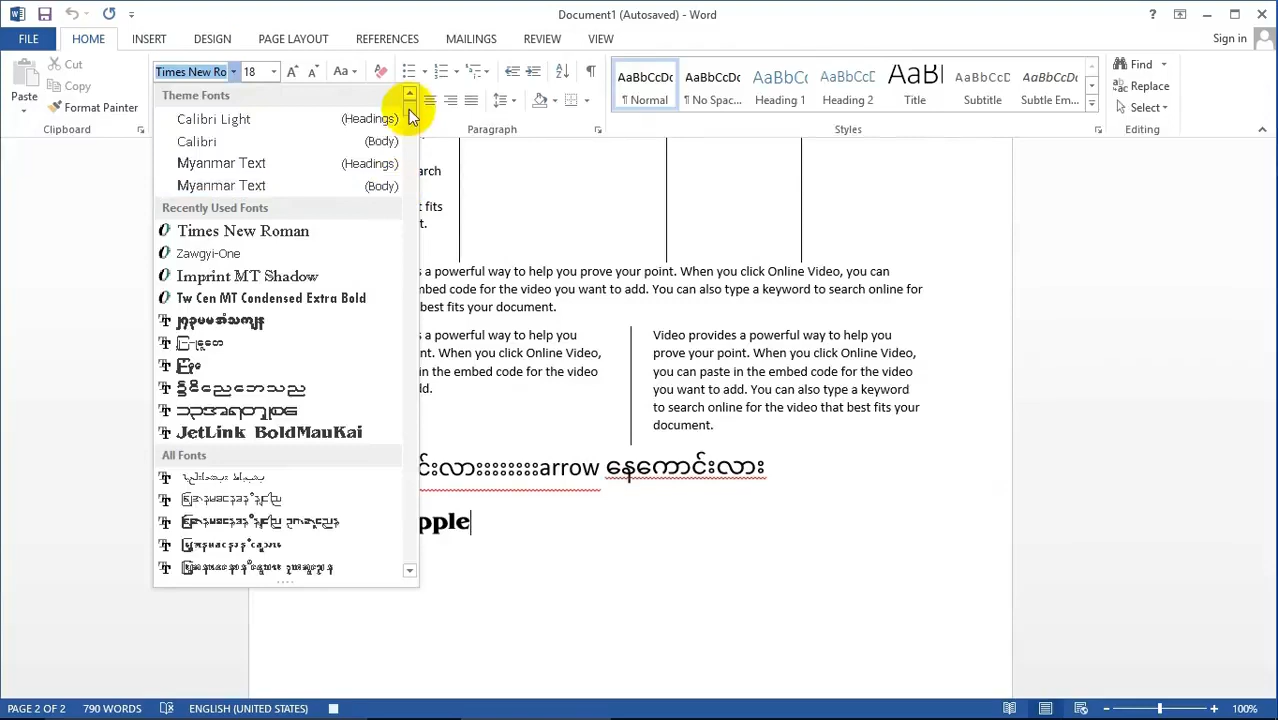 Document1 (Autosaved) - Word
Sign in
FILE HOME INSERT DESIGN PAGE LAYOUT REFERENCES MAILINGS REVIEW VIEW
Paste
Cut
Copy
Format Painter
Clipboard
Times New Ro 18
Aa
Paragraph
AaBbCcDc AaBbCcDc AaBbCc AaBbCcC AaBl AaBbCcD AaBbCcDc
¶ Normal ¶ No Spac... Heading 1 Heading 2 Title Subtitle Subtle Em...
Styles
Find
Replace
Select
Editing
Theme Fonts
Calibri Light (Headings)
Calibri (Body)
Myanmar Text (Headings)
Myanmar Text (Body)
Recently Used Fonts
Times New Roman
Zawgyi-One
Imprint MT Shadow
Tw Cen MT Condensed Extra Bold
JetLink BoldMauKai
All Fonts
arch
fits
t.
a powerful way to help you prove your point. When you click Online Video, you can
mbed code for the video you want to add. You can also type a keyword to search online for
best fits your document.
a powerful way to help you
nt. When you click Online Video,
in the embed code for the video
dd.
Video provides a powerful way to help you
prove your point. When you click Online Video,
you can paste in the embed code for the video
you want to add. You can also type a keyword
to search online for the video that best fits your
document.
င်းလားးးးးးးးးarrow နေကောင်းလား
pple
PAGE 2 OF 2 790 WORDS ENGLISH (UNITED STATES) 100%